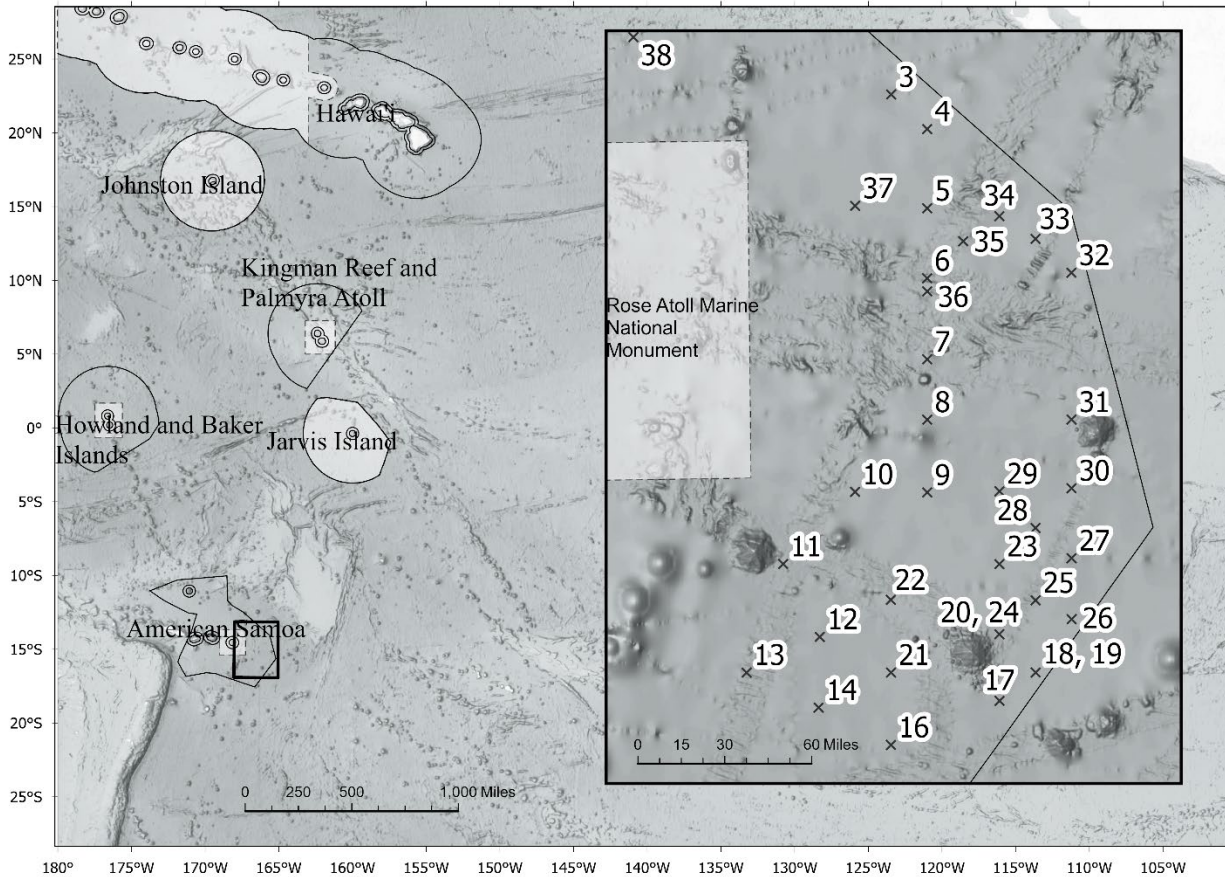 25°N
20°N
15°N
10°N
5°N
0°
5°S
10°S
15°S
20°S
25°S
Hawai'i
Johnston Island
Kingman Reef and
Palmyra Atoll
Howland and Baker
Islands
Jarvis Island
American Samoa
0 250 500 1,000 Miles
38
3
4
37
5
34
33
35
32
6
36
Rose Atoll Marine
National
Monument
7
8
31
10
9
29
30
28
11
23
27
22
25
20, 24
26
12
13
21
18, 19
14
17
16
0 15 30 60 Miles
180 175°W 170°W 165°W 160°W 155°W 150°W 145°W 140°W 135°W 130°W 125°W 120°W 115°W 110°W 105°W